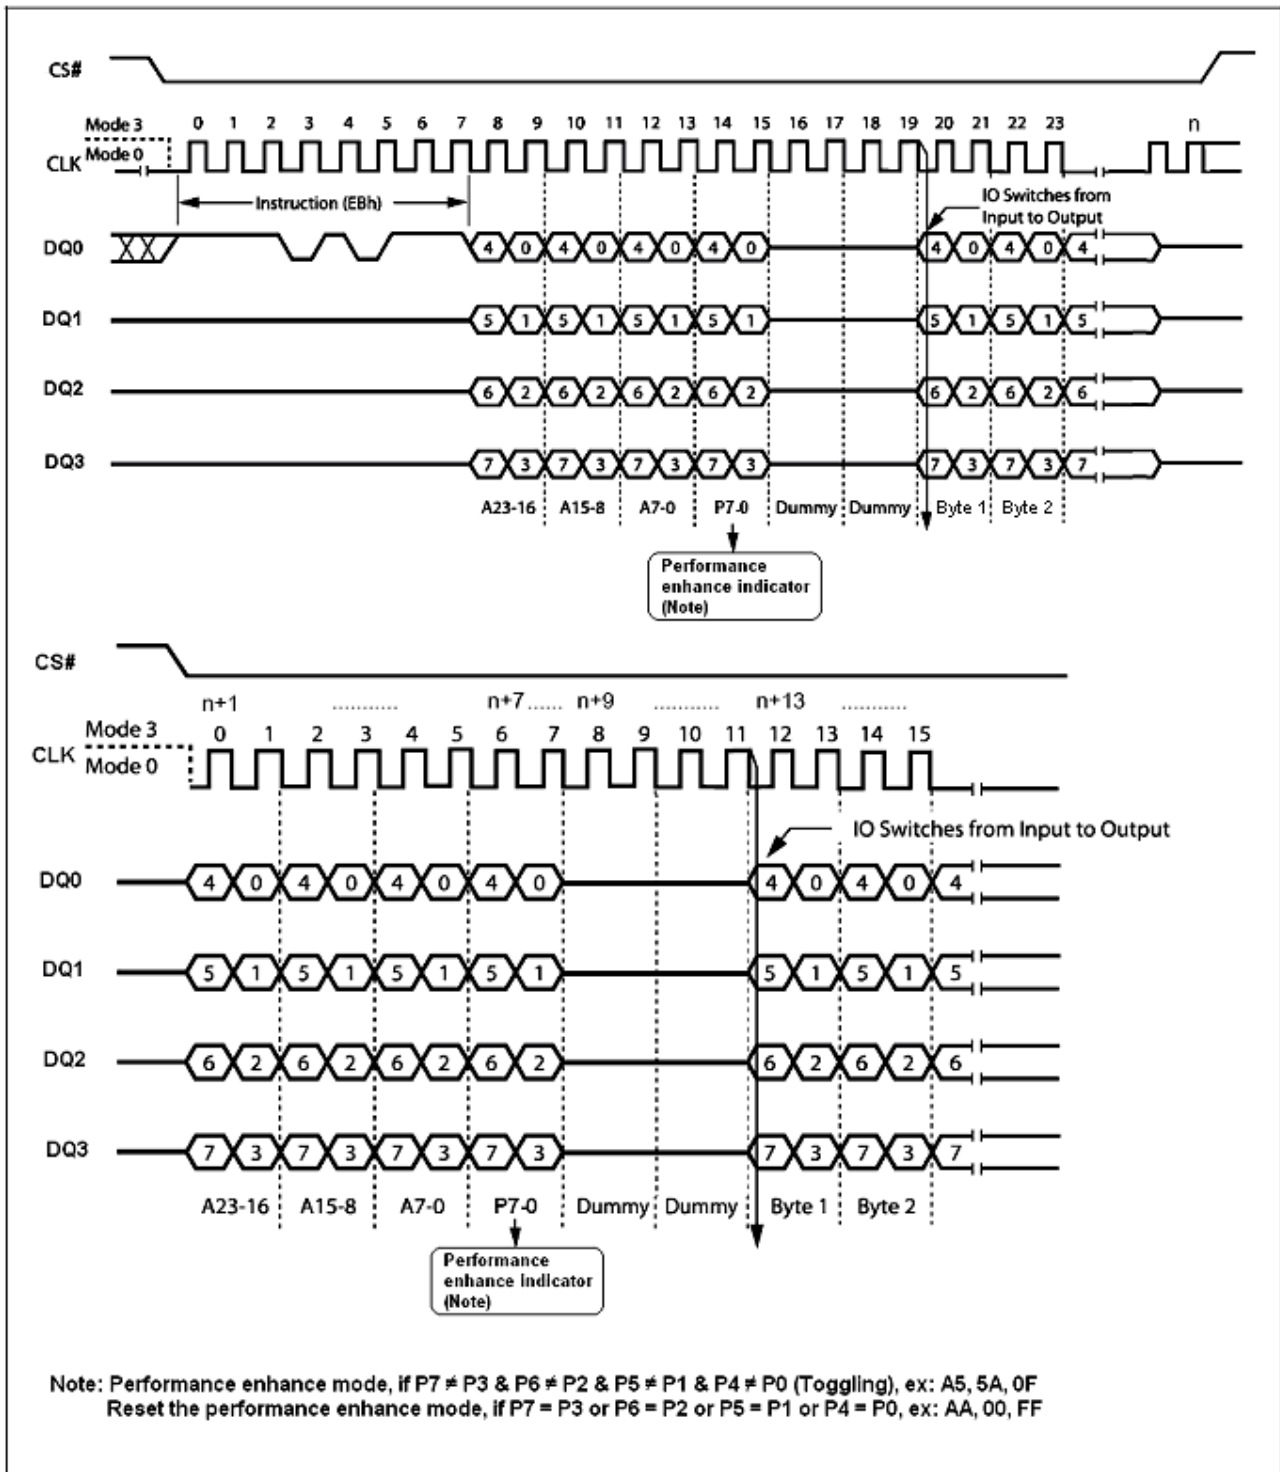 CS#
Mode 3 0 1 2 3 4 5 6 7 8 9 10 11 12 13 14 15 16 17 18 19 20 21 22 23 n
CLK Mode 0
Instruction (EBh)
IO Switches from
Input to Output
DQ0 4 0 4 0 4 0 4 0 4 0 4 0 4
DQ1 5 1 5 1 5 1 5 1 5 1 5 1 5
DQ2 6 2 6 2 6 2 6 2 6 2 6 2 6
DQ3 7 3 7 3 7 3 7 3 7 3 7 3 7
A23-16 A15-8 A7-0 P7-0 Dummy Dummy Byte 1 Byte 2
Performance
enhance indicator
(Note)
CS#
n+1 ........... n+7 ...... n+9 ........... n+13 ...........
Mode 3 0 1 2 3 4 5 6 7 8 9 10 11 12 13 14 15
CLK
Mode 0
IO Switches from Input to Output
DQ0 4 0 4 0 4 0 4 0 4 0 4 0 4
DQ1 5 1 5 1 5 1 5 1 5 1 5 1 5
DQ2 6 2 6 2 6 2 6 2 6 2 6 2 6
DQ3 7 3 7 3 7 3 7 3 7 3 7 3 7
A23-16 A15-8 A7-0 P7-0 Dummy Dummy Byte 1 Byte 2
Performance
enhance indicator
(Note)
Note: Performance enhance mode, if P7 ≠ P3 & P6 ≠ P2 & P5 ≠ P1 & P4 ≠ P0 (Toggling), ex: A5, 5A, 0F
Reset the performance enhance mode, if P7 = P3 or P6 = P2 or P5 = P1 or P4 = P0, ex: AA, 00, FF